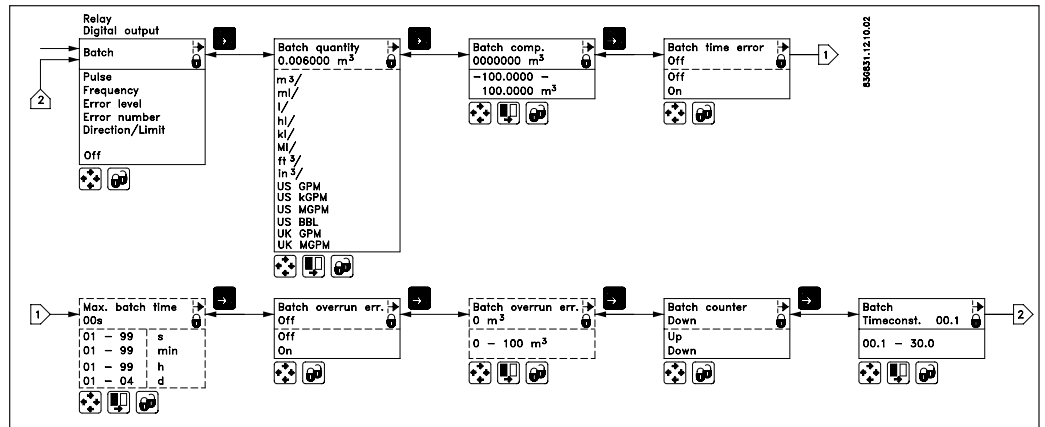 Relay
Digital output
Batch
Pulse
Frequency
Error level
Error number
Direction/Limit
Off
2
Batch quantity
0.006000 m³
m³/
ml/
l/
hl/
kl/
Ml/
ft³/
in³/
US GPM
US kGPM
US MGPM
US BBL
UK GPM
UK MGPM
Batch comp.
0000000 m³
-100.0000 -
100.0000 m³
Batch time error
Off
Off
On
1
83G831.12.10.02
1
Max. batch time
00s
01 - 99 s
01 - 99 min
01 - 99 h
01 - 04 d
Batch overrun err.
Off
Off
On
Batch overrun err.
0 m³
0 - 100 m³
Batch counter
Down
Up
Down
Batch
Timeconst. 00.1
00.1 - 30.0
2